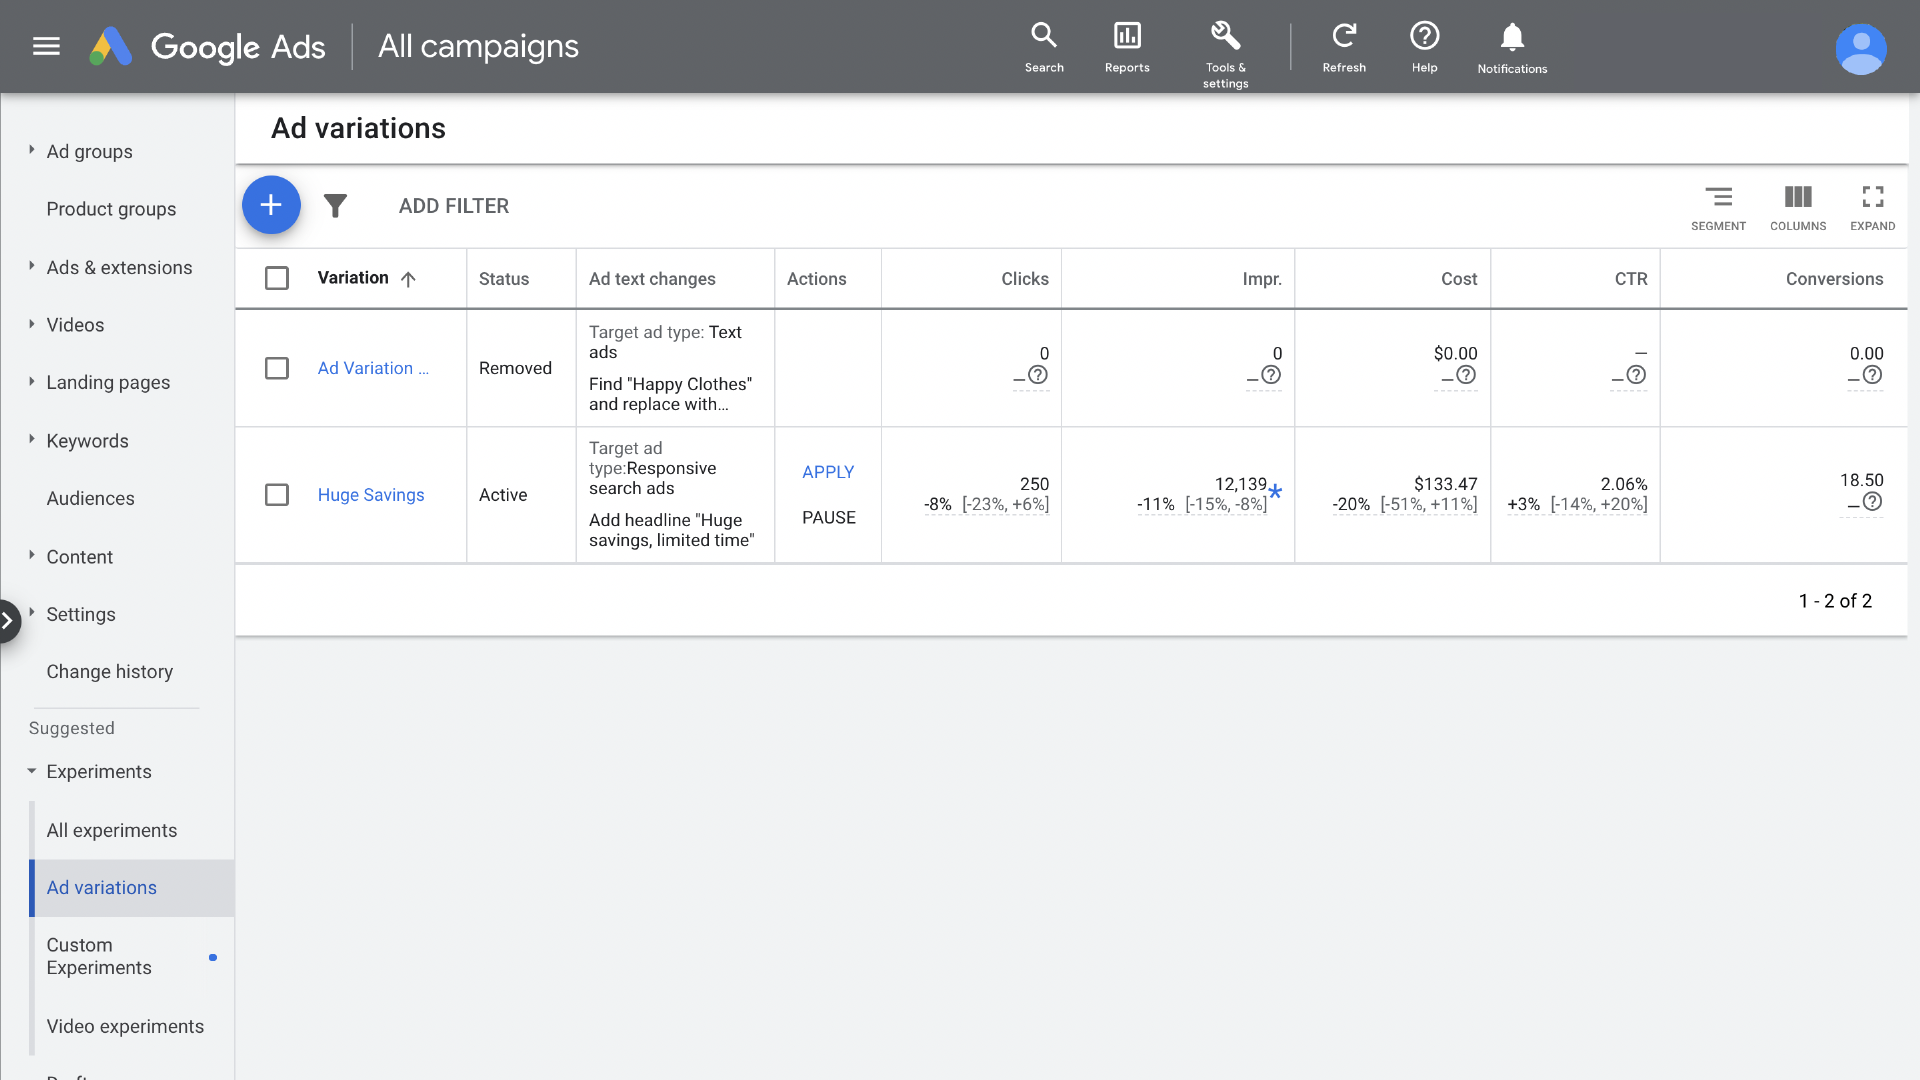 Google Ads
All campaigns
Search
Reports
Tools &
settings
Refresh
Help
Notifications
Ad groups
Product groups
Ads & extensions
Videos
Landing pages
Keywords
Audiences
Content
Settings
Change history
Suggested
Experiments
All experiments
Ad variations
Custom
Experiments
Video experiments
Ad variations
ADD FILTER
SEGMENT
COLUMNS
EXPAND
Variation
Status
Ad text changes
Actions
Clicks
Impr.
Cost
CTR
Conversions
Ad Variation ...
Removed
Target ad type: Text
ads
Find "Happy Clothes"
and replace with...
0
–?
0
–?
$0.00
–?
—
–?
0.00
–?
Huge Savings
Active
Target ad
type:Responsive
search ads
Add headline "Huge
savings, limited time"
APPLY
PAUSE
250
-8% [-23%, +6%]
12,139*
-11% [-15%, -8%]
$133.47
-20% [-51%, +11%]
2.06%
+3% [-14%, +20%]
18.50
–?
1 - 2 of 2